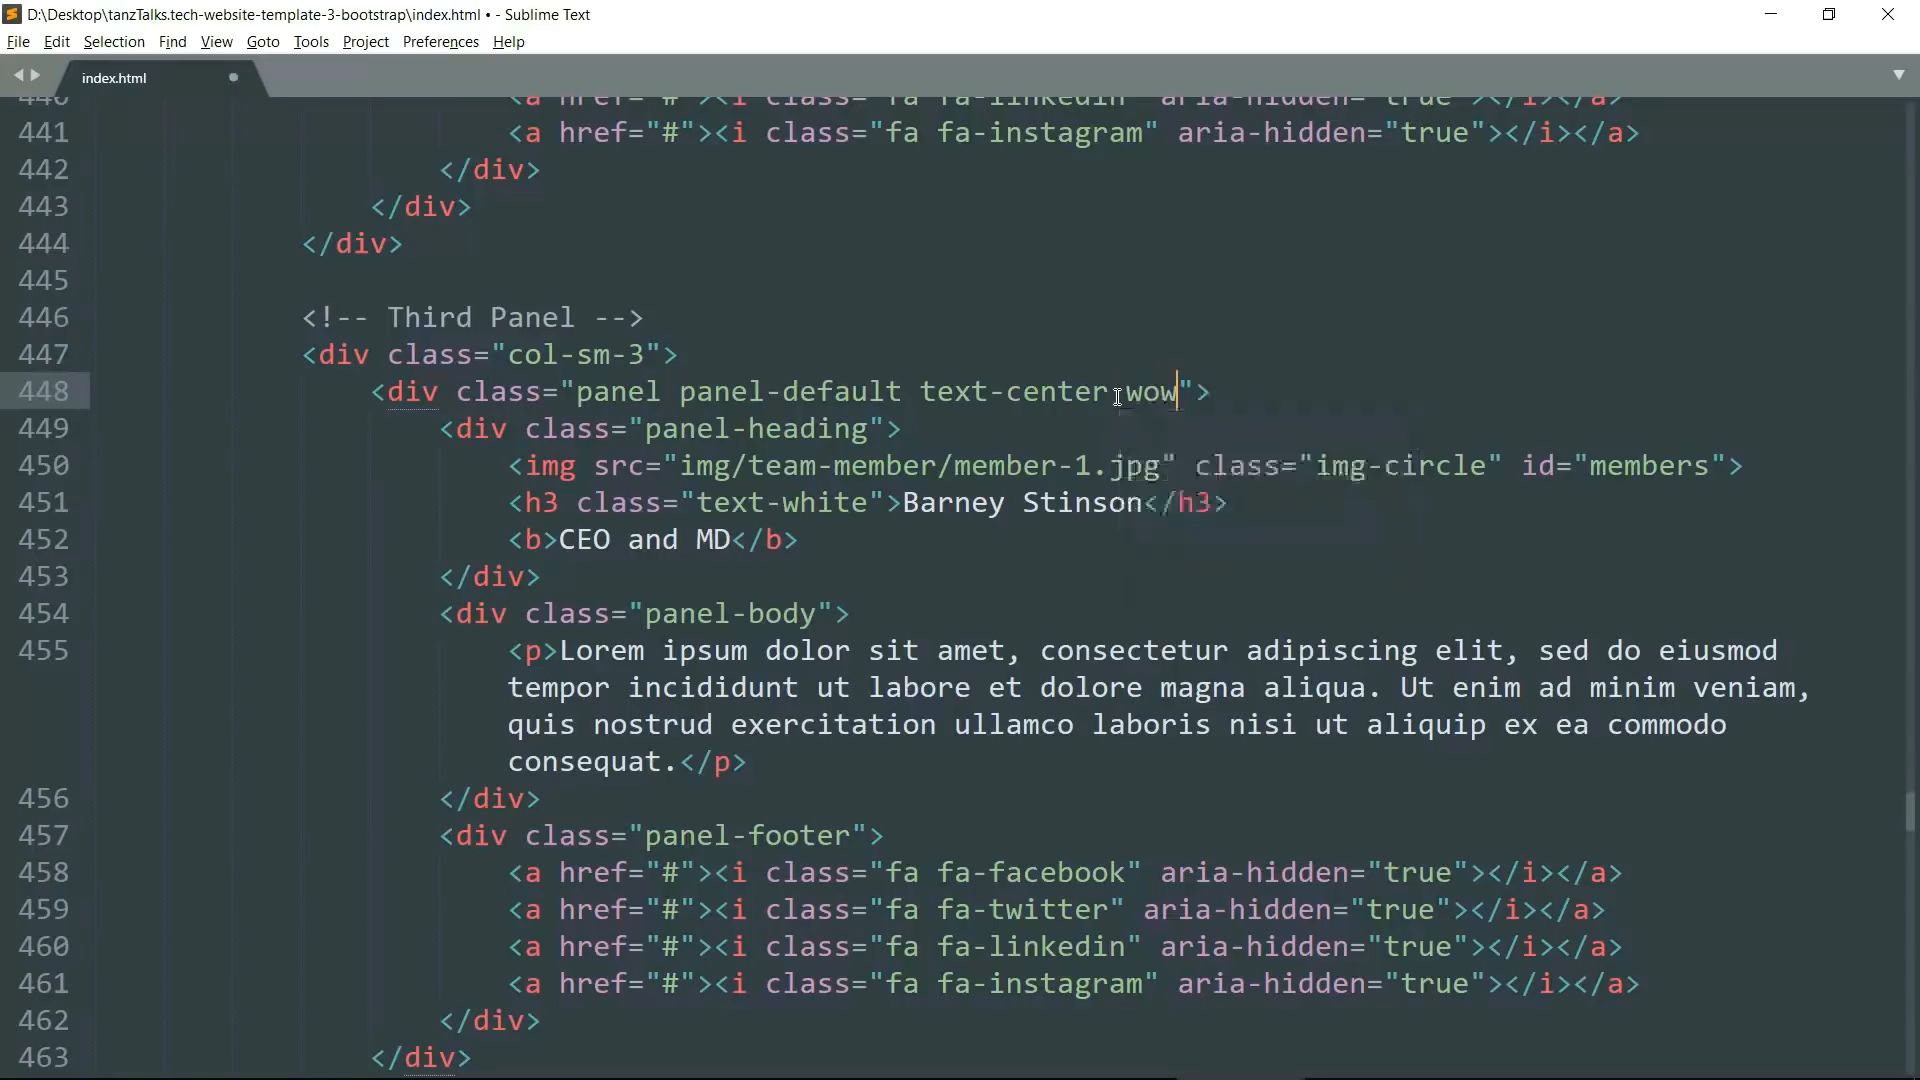 D:\Desktop\tanzTalks.tech-website-template-3-bootstrap\index.html • - Sublime Text
File Edit Selection Find View Goto Tools Project Preferences Help
index.html
440 <a href="#"><i class="fa fa-linkedin" aria-hidden="true"></i></a>
441 <a href="#"><i class="fa fa-instagram" aria-hidden="true"></i></a>
442 </div>
443 </div>
444 </div>
445
446 <!-- Third Panel -->
447 <div class="col-sm-3">
448 <div class="panel panel-default text-center wow">
449 <div class="panel-heading">
450 <img src="img/team-member/member-1.jpg" class="img-circle" id="members">
451 <h3 class="text-white">Barney Stinson</h3>
452 <b>CEO and MD</b>
453 </div>
454 <div class="panel-body">
455 <p>Lorem ipsum dolor sit amet, consectetur adipiscing elit, sed do eiusmod
tempor incididunt ut labore et dolore magna aliqua. Ut enim ad minim veniam,
quis nostrud exercitation ullamco laboris nisi ut aliquip ex ea commodo
consequat.</p>
456 </div>
457 <div class="panel-footer">
458 <a href="#"><i class="fa fa-facebook" aria-hidden="true"></i></a>
459 <a href="#"><i class="fa fa-twitter" aria-hidden="true"></i></a>
460 <a href="#"><i class="fa fa-linkedin" aria-hidden="true"></i></a>
461 <a href="#"><i class="fa fa-instagram" aria-hidden="true"></i></a>
462 </div>
463 </div>